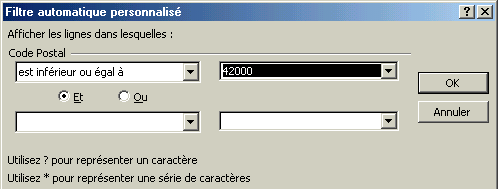 Filtre automatique personnalisé
Afficher les lignes dans lesquelles :
Code Postal
est inférieur ou égal à 42000
OK
Et Ou
Annuler
Utilisez ? pour représenter un caractère
Utilisez * pour représenter une série de caractères